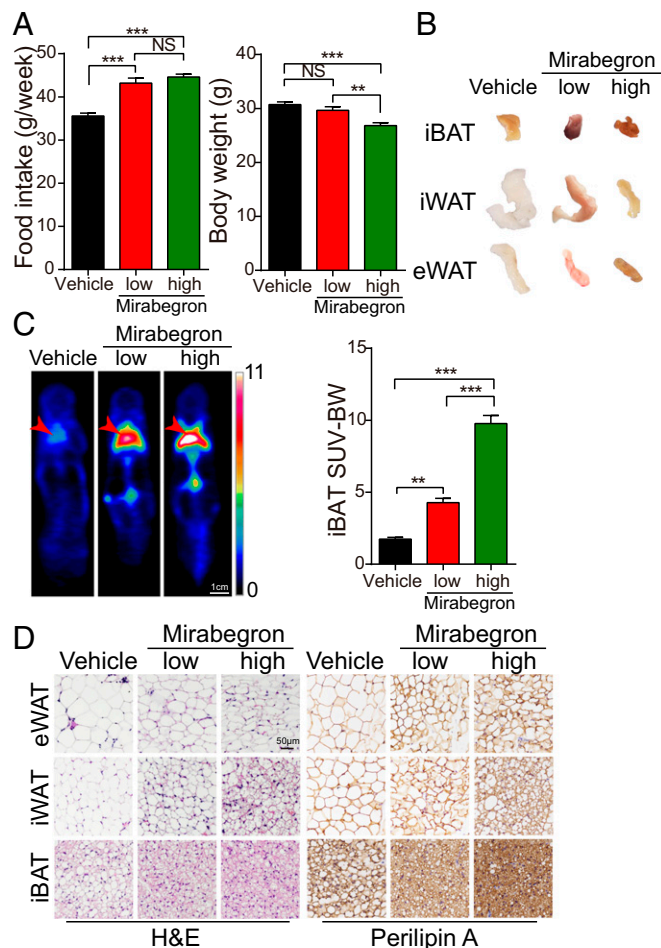 A
Food intake (g/week)
50
40
30
20
10
0
***
***
NS
Vehicle
low
high
Mirabegron
Body weight (g)
40
30
20
10
0
***
NS
**
Vehicle
low
high
Mirabegron
B
Mirabegron
Vehicle
low
high
iBAT
iWAT
eWAT
C
Mirabegron
Vehicle
low
high
11
0
1cm
iBAT SUV-BW
15
10
5
0
***
***
**
Vehicle
low
high
Mirabegron
D
Mirabegron
Mirabegron
Vehicle
low
high
Vehicle
low
high
eWAT
50μm
iWAT
iBAT
H&E
Perilipin A